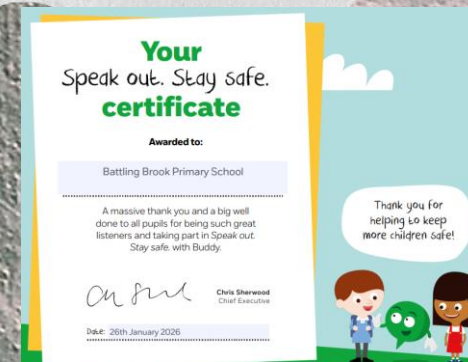 Your
Speak out. Stay safe.
certificate
Awarded to:
Battling Brook Primary School
A massive thank you and a big well
done to all pupils for being such great
listeners and taking part in Speak out.
Stay safe. with Buddy.
Chris Sherwood
Chief Executive
Date: 26th January 2026
Thank you for
helping to keep
more children safe!